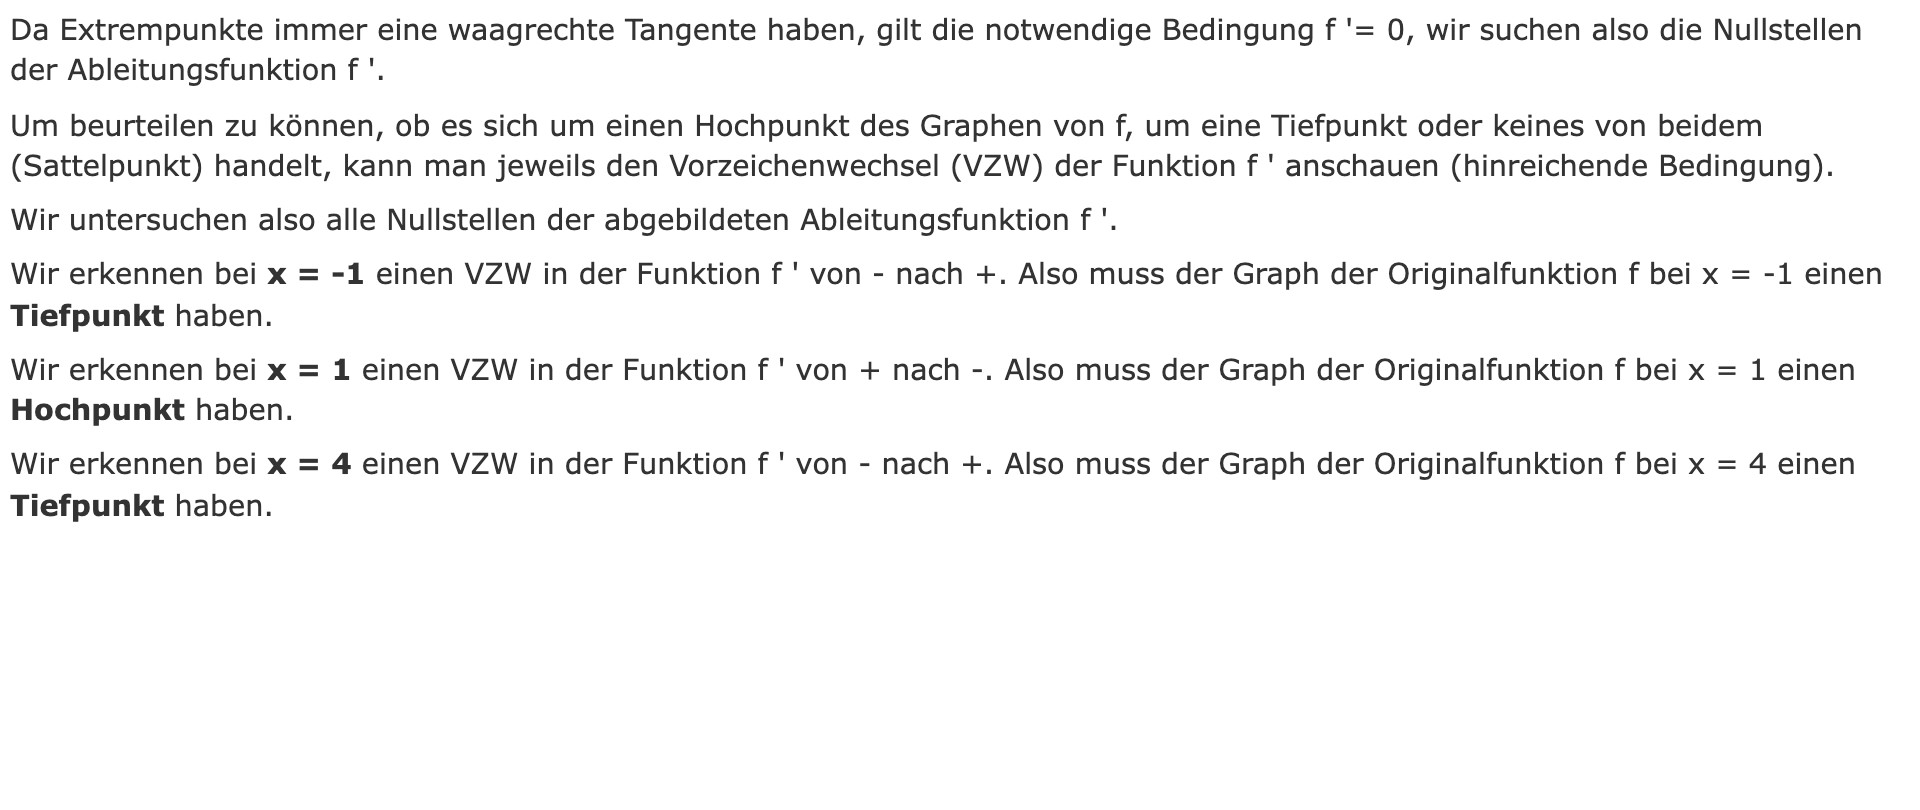 Da Extrempunkte immer eine waagrechte Tangente haben, gilt die notwendige Bedingung f '= 0, wir suchen also die Nullstellen
der Ableitungsfunktion f '.
Um beurteilen zu können, ob es sich um einen Hochpunkt des Graphen von f, um eine Tiefpunkt oder keines von beidem
(Sattelpunkt) handelt, kann man jeweils den Vorzeichenwechsel (VZW) der Funktion f ' anschauen (hinreichende Bedingung).
Wir untersuchen also alle Nullstellen der abgebildeten Ableitungsfunktion f '.
Wir erkennen bei x = -1 einen VZW in der Funktion f ' von - nach +. Also muss der Graph der Originalfunktion f bei x = -1 einen
Tiefpunkt haben.
Wir erkennen bei x = 1 einen VZW in der Funktion f ' von + nach -. Also muss der Graph der Originalfunktion f bei x = 1 einen
Hochpunkt haben.
Wir erkennen bei x = 4 einen VZW in der Funktion f ' von - nach +. Also muss der Graph der Originalfunktion f bei x = 4 einen
Tiefpunkt haben.